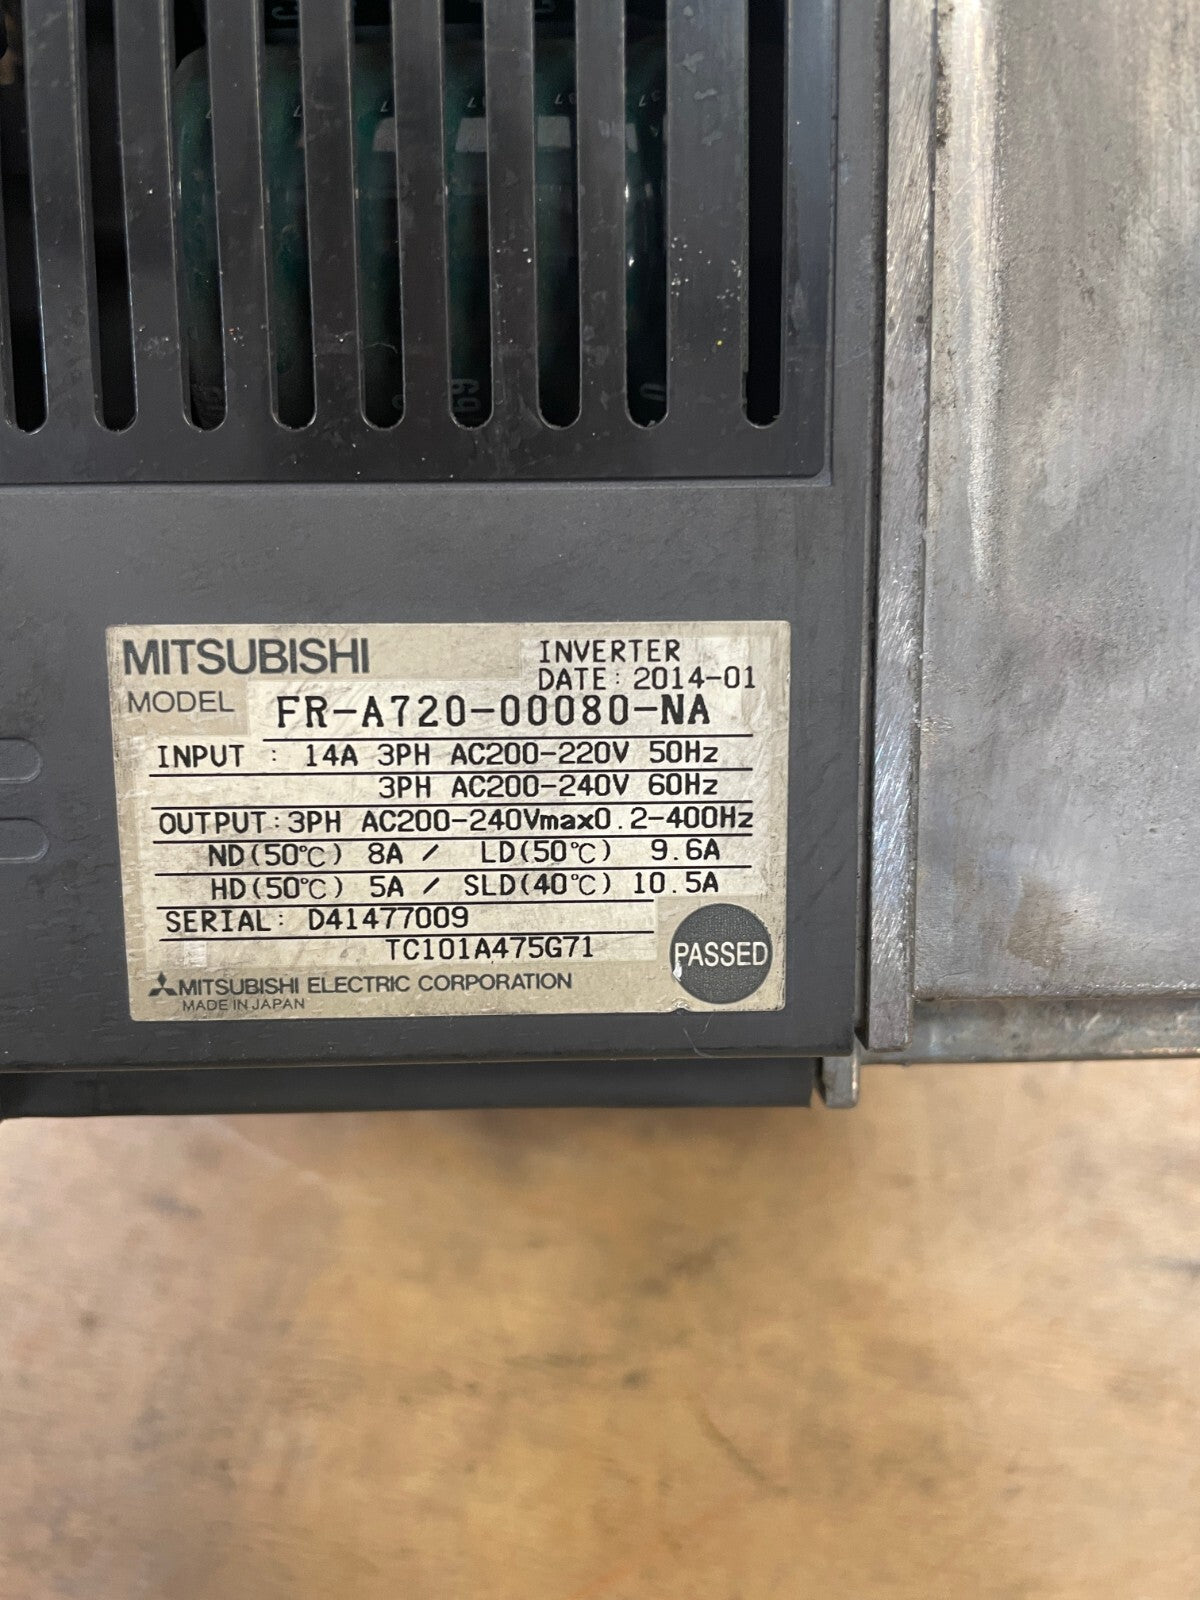 69
MITSUBISHI
INVERTER
DATE: 2014-01
MODEL FR-A720-00080-NA
INPUT : 14A 3PH AC200-220V 50Hz
3PH AC200-240V 60Hz
OUTPUT:3PH AC200-240Vmax0.2-400Hz
ND(50℃) 8A / LD(50℃) 9.6A
HD(50℃) 5A / SLD(40℃) 10.5A
SERIAL: D41477009
TC101A475G71
PASSED
MITSUBISHI ELECTRIC CORPORATION
MADE IN JAPAN